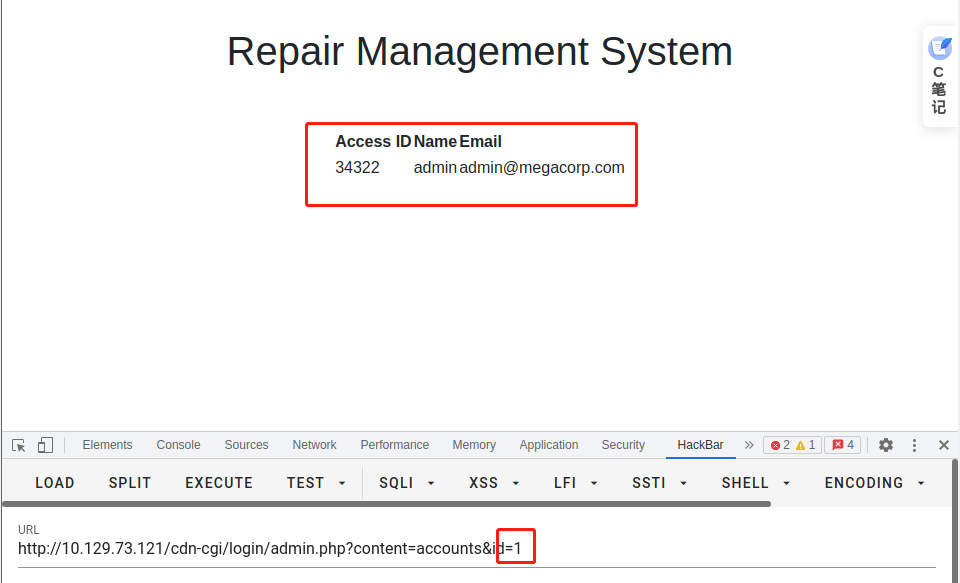 Repair Management System
C
笔
记
Access ID Name Email
34322 admin admin@megacorp.com
Elements Console Sources Network Performance Memory Application Security HackBar » 2 1 4
LOAD SPLIT EXECUTE TEST SQLI XSS LFI SSTI SHELL ENCODING
URL
http://10.129.73.121/cdn-cgi/login/admin.php?content=accounts&id=1